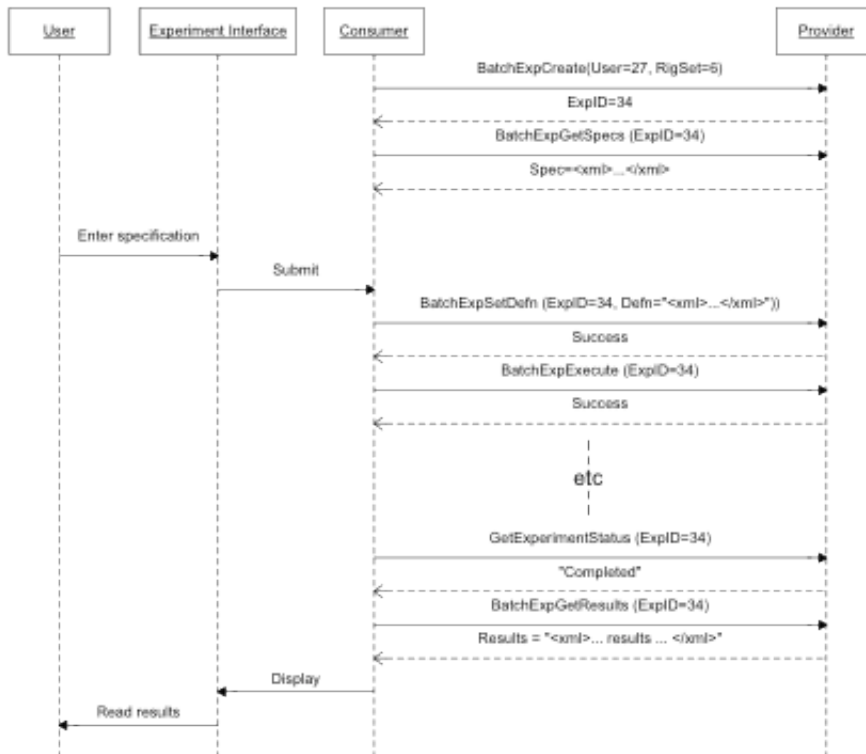 User
Experiment Interface
Consumer
Provider
BatchExpCreate(User=27, RigSet=6)
ExpID=34
BatchExpGetSpecs (ExpID=34)
Spec=<xml>...</xml>
Enter specification
Submit
BatchExpSetDefn (ExpID=34, Defn="<xml>...</xml>"))
Success
BatchExpExecute (ExpID=34)
Success
etc
GetExperimentStatus (ExpID=34)
"Completed"
BatchExpGetResults (ExpID=34)
Results = "<xml>... results ... </xml>"
Display
Read results